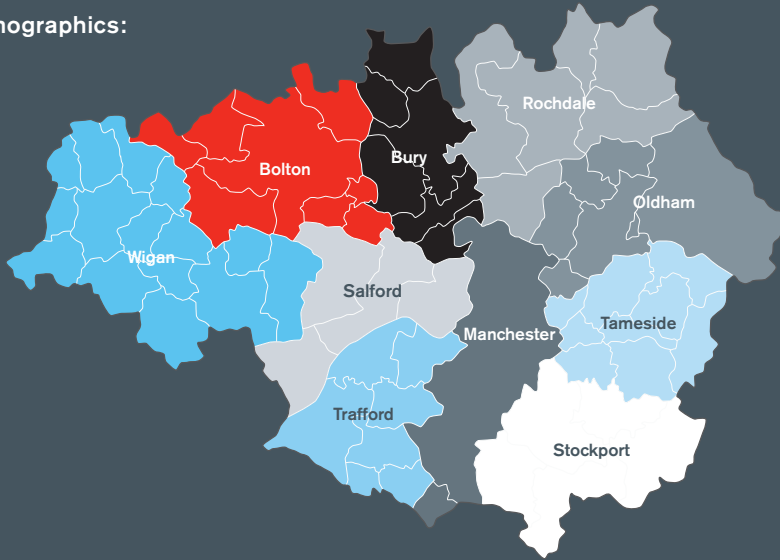 nographics:
Rochdale
Bury
Bolton
Oldham
Wigan
Salford
Tameside
Manchester
Trafford
Stockport